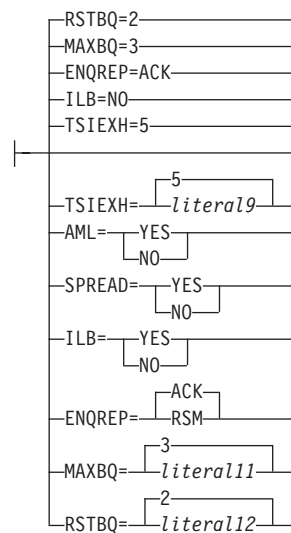 RSTBQ=2
MAXBQ=3
ENQREP=ACK
ILB=NO
TSIEXH=5
5
TSIEXH= literal9
AML= YES
NO
SPREAD= YES
NO
ILB= YES
NO
ACK
ENQREP= RSM
3
MAXBQ= literal11
2
RSTBQ= literal12